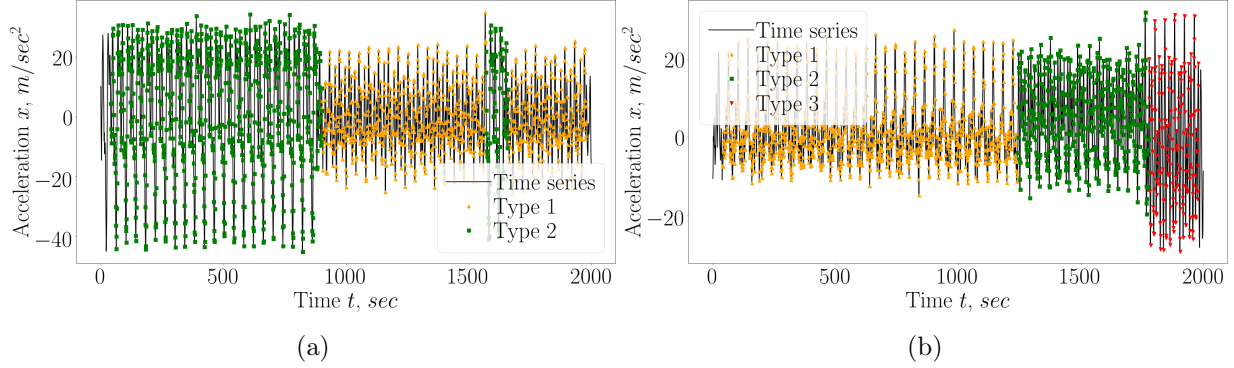 Acceleration x, m/sec²
20
0
−20
−40
Time series
Type 1
Type 2
0
500
1000
1500
2000
Time t, sec
(a)
Acceleration x, m/sec²
20
0
−20
Time series
Type 1
Type 2
Type 3
0
500
1000
1500
2000
Time t, sec
(b)